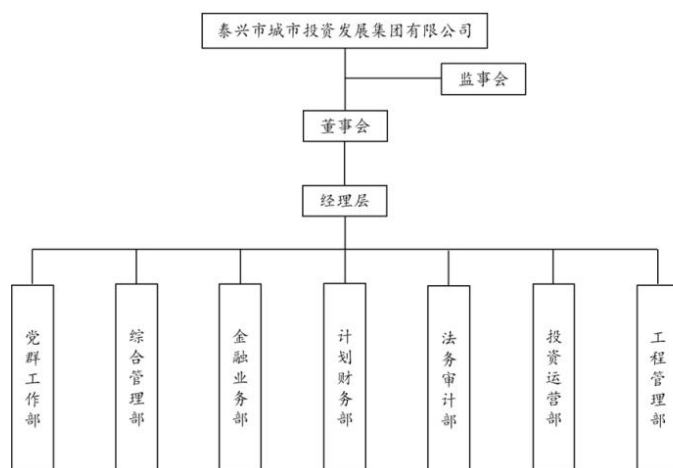 泰兴市城市投资发展集团有限公司
监事会
董事会
经理层
党群工作部
综合管理部
金融业务部
计划财务部
法务审计部
投资运营部
工程管理部